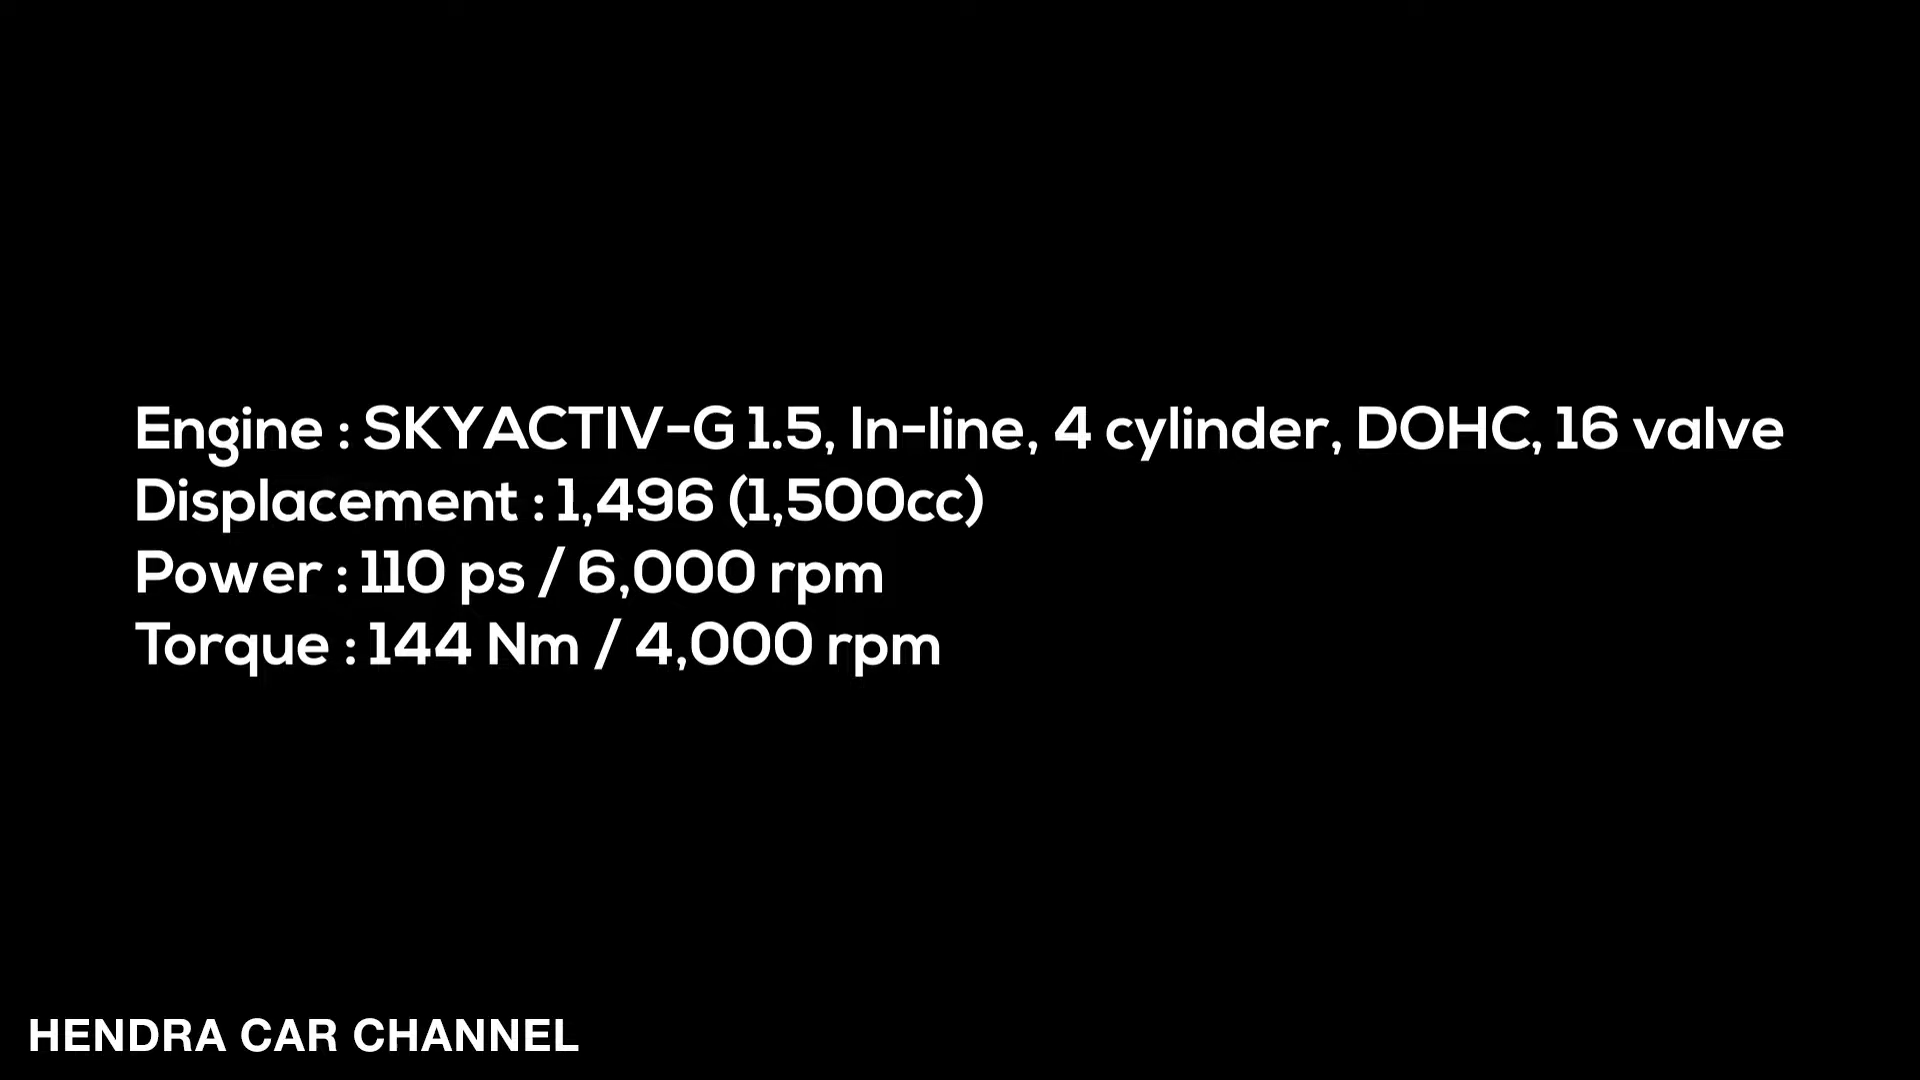 Engine : SKYACTIV-G 1.5, In-line, 4 cylinder, DOHC, 16 valve
Displacement : 1,496 (1,500cc)
Power : 110 ps / 6,000 rpm
Torque : 144 Nm / 4,000 rpm
HENDRA CAR CHANNEL